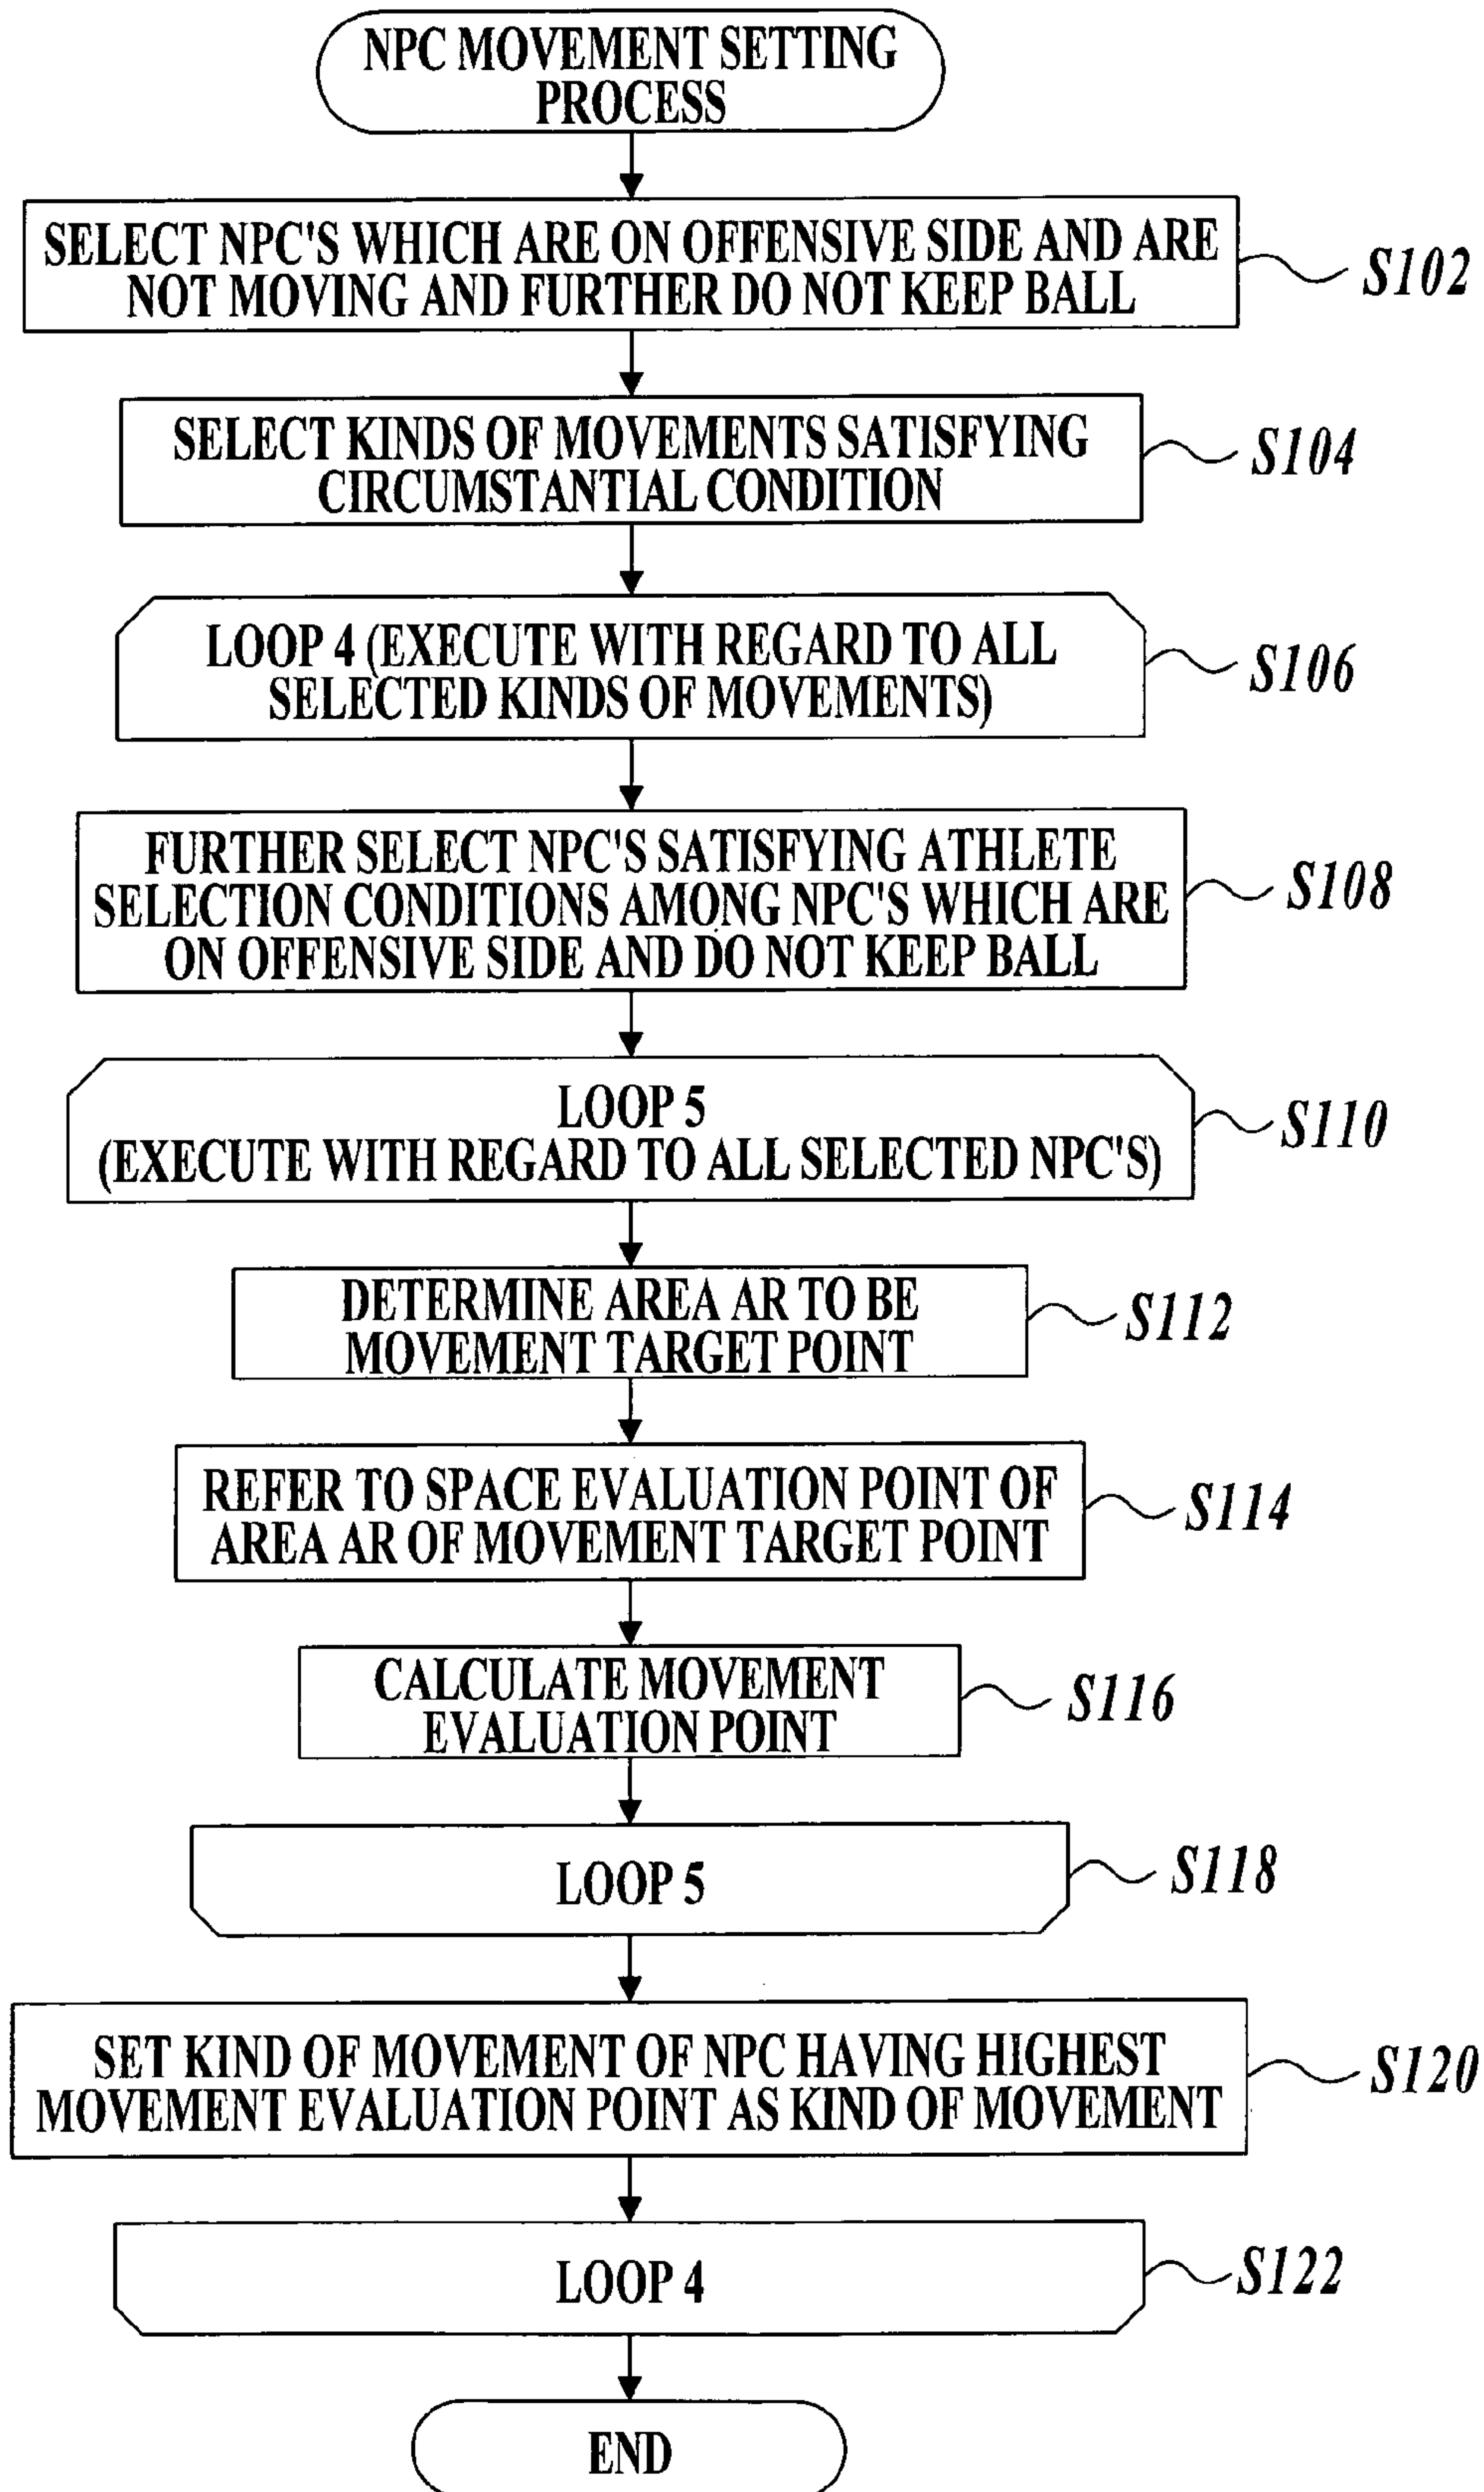 NPC MOVEMENT SETTING
PROCESS
SELECT NPC'S WHICH ARE ON OFFENSIVE SIDE AND ARE
NOT MOVING AND FURTHER DO NOT KEEP BALL
S102
SELECT KINDS OF MOVEMENTS SATISFYING
CIRCUMSTANTIAL CONDITION
S104
LOOP 4 (EXECUTE WITH REGARD TO ALL
SELECTED KINDS OF MOVEMENTS)
S106
FURTHER SELECT NPC'S SATISFYING ATHLETE
SELECTION CONDITIONS AMONG NPC'S WHICH ARE
ON OFFENSIVE SIDE AND DO NOT KEEP BALL
S108
LOOP 5
(EXECUTE WITH REGARD TO ALL SELECTED NPC'S)
S110
DETERMINE AREA AR TO BE
MOVEMENT TARGET POINT
S112
REFER TO SPACE EVALUATION POINT OF
AREA AR OF MOVEMENT TARGET POINT
S114
CALCULATE MOVEMENT
EVALUATION POINT
S116
LOOP 5
S118
SET KIND OF MOVEMENT OF NPC HAVING HIGHEST
MOVEMENT EVALUATION POINT AS KIND OF MOVEMENT
S120
LOOP 4
S122
END